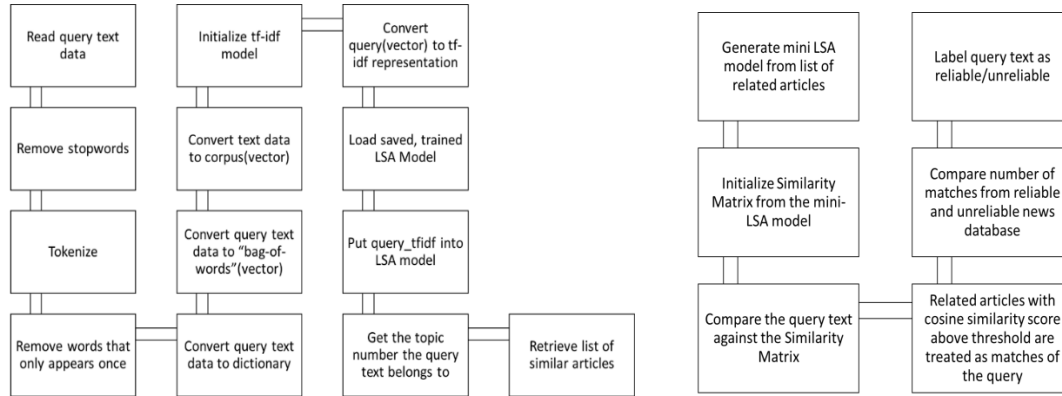 Read query text
data
Remove stopwords
Tokenize
Remove words that
only appears once
Convert query text
data to dictionary
Convert query text
data to “bag-of-
words”(vector)
Convert text data
to corpus(vector)
Initialize tf-idf
model
Convert
query(vector) to tf-
idf representation
Load saved, trained
LSA Model
Put query_tfidf into
LSA model
Get the topic
number the query
text belongs to
Retrieve list of
similar articles
Generate mini LSA
model from list of
related articles
Initialize Similarity
Matrix from the mini-
LSA model
Compare the query text
against the Similarity
Matrix
Related articles with
cosine similarity score
above threshold are
treated as matches of
the query
Compare number of
matches from reliable
and unreliable news
database
Label query text as
reliable/unreliable